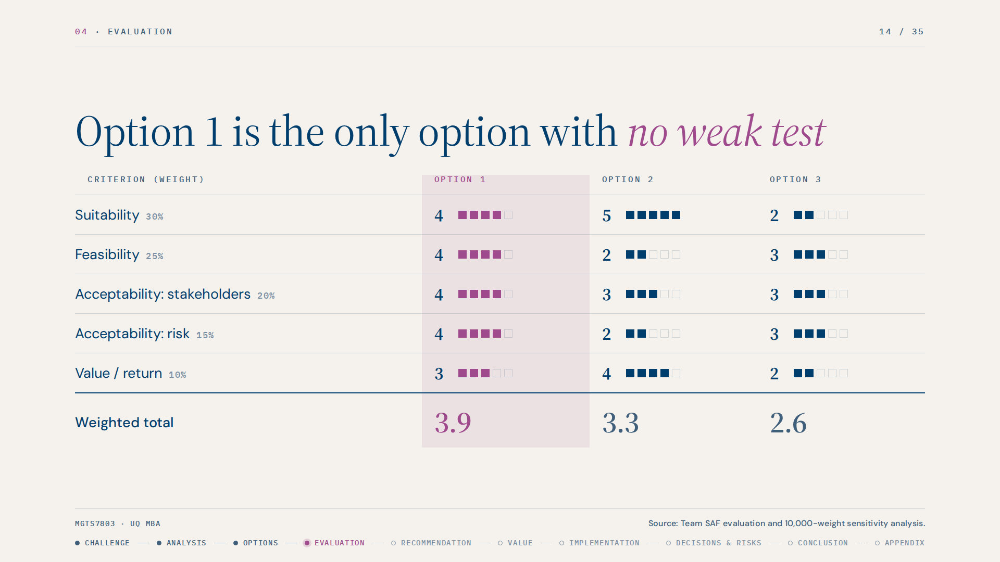 04 · EVALUATION
14 / 35
Option 1 is the only option with no weak test
CRITERION (WEIGHT) OPTION 1 OPTION 2 OPTION 3
Suitability 30% 4 5 2
Feasibility 25% 4 2 3
Acceptability: stakeholders 20% 4 3 3
Acceptability: risk 15% 4 2 3
Value / return 10% 3 4 2
Weighted total 3.9 3.3 2.6
MGTS7803 · UQ MBA
Source: Team SAF evaluation and 10,000-weight sensitivity analysis.
CHALLENGE ANALYSIS OPTIONS EVALUATION RECOMMENDATION VALUE IMPLEMENTATION DECISIONS & RISKS CONCLUSION APPENDIX